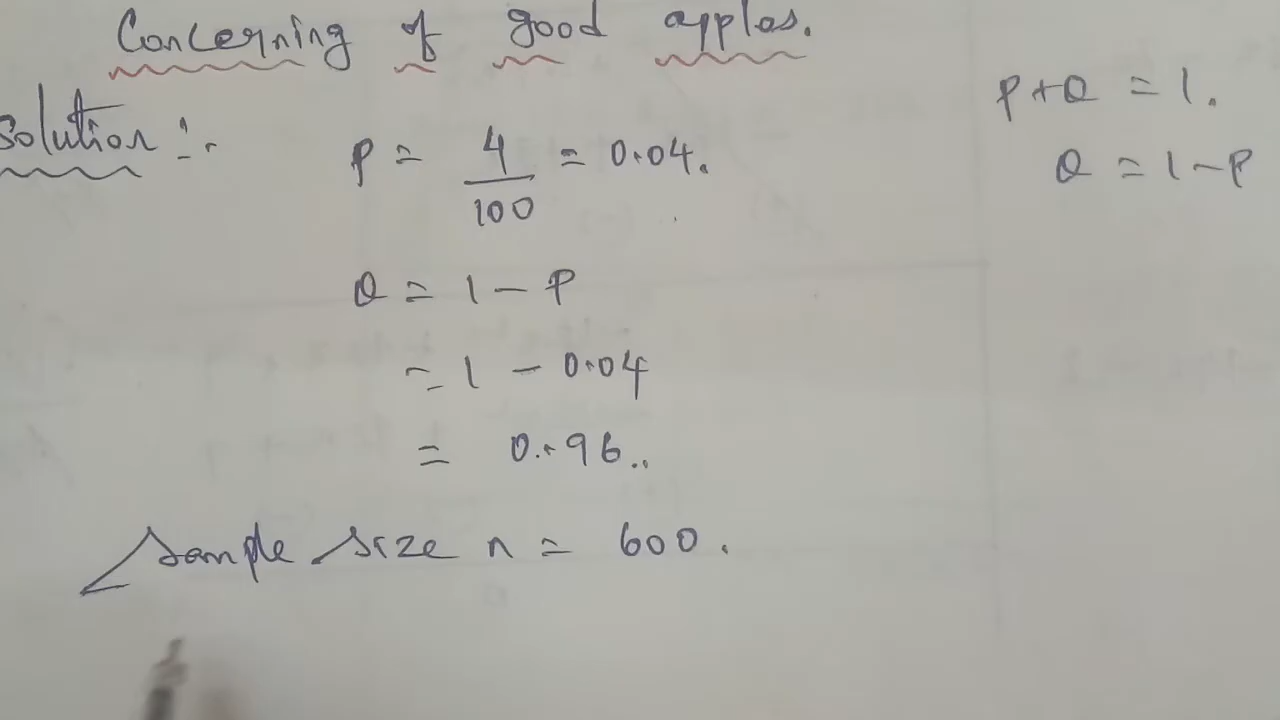 Concerning of good apples.
P + Q = 1.
Solution :-
P = 4/100 = 0.04.
Q = 1 - P
Q = 1 - P
= 1 - 0.04
= 0.96..
Sample Size n = 600.